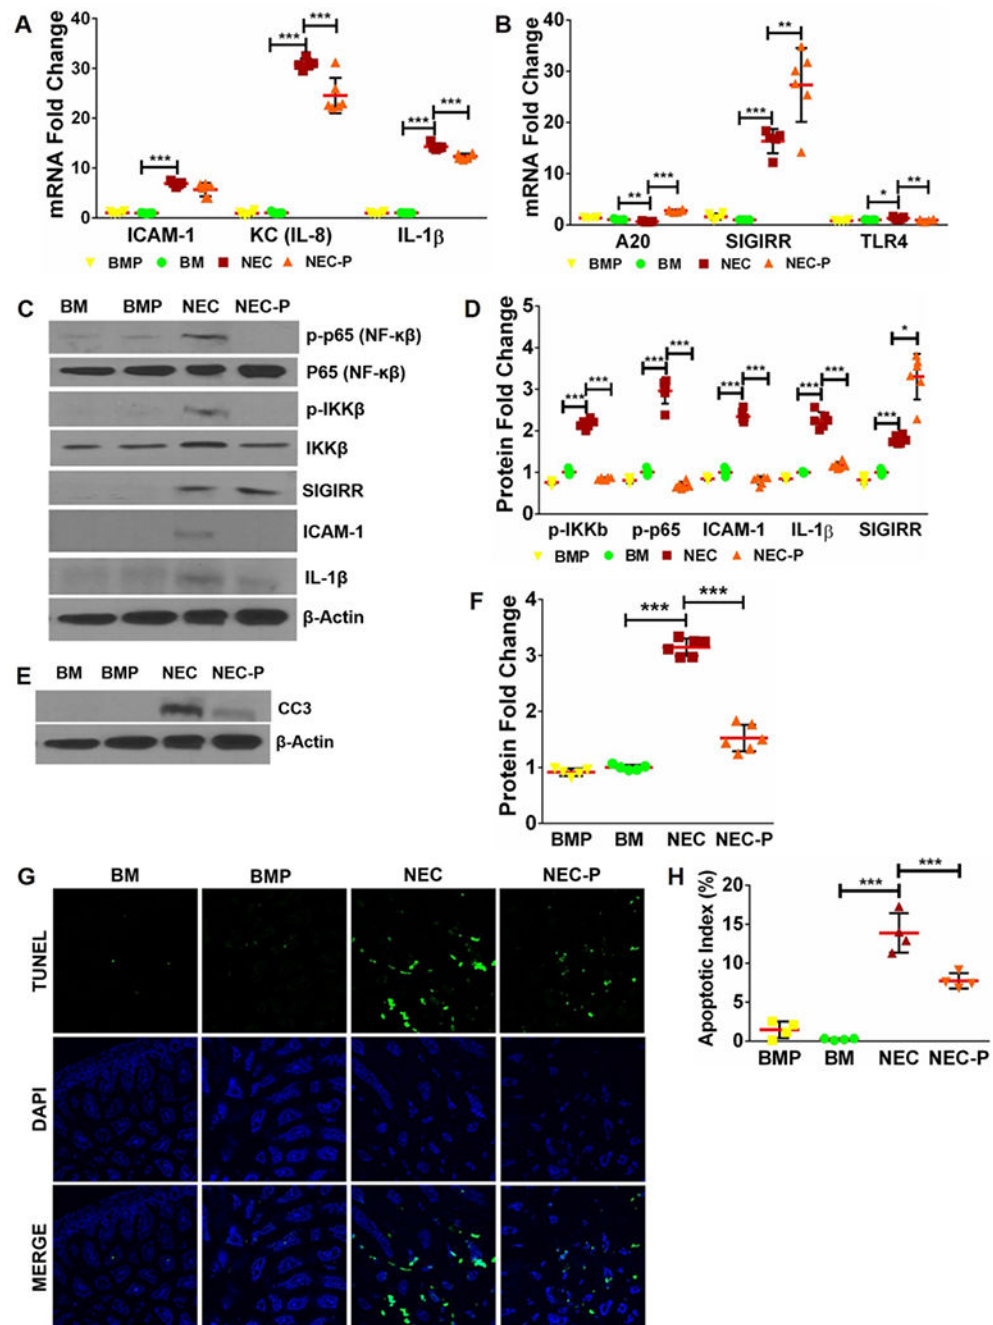 A
mRNA Fold Change
40
30
20
10
0
***
***
***
***
***
ICAM-1 KC (IL-8) IL-1β
BMP BM NEC NEC-P
B
mRNA Fold Change
40
30
20
10
0
**
***
**
***
*
**
A20 SIGIRR TLR4
BMP BM NEC NEC-P
C
BM BMP NEC NEC-P
p-p65 (NF-κβ)
P65 (NF-κβ)
p-IKKβ
IKKβ
SIGIRR
ICAM-1
IL-1β
β-Actin
D
Protein Fold Change
5
4
3
2
1
0
***
***
***
***
***
***
***
***
***
*
p-IKKb p-p65 ICAM-1 IL-1β SIGIRR
BMP BM NEC NEC-P
E
BM BMP NEC NEC-P
CC3
β-Actin
F
Protein Fold Change
4
3
2
1
0
***
***
BMP BM NEC NEC-P
G
BM BMP NEC NEC-P
TUNEL
DAPI
MERGE
H
Apoptotic Index (%)
20
15
10
5
0
***
***
BMP BM NEC NEC-P